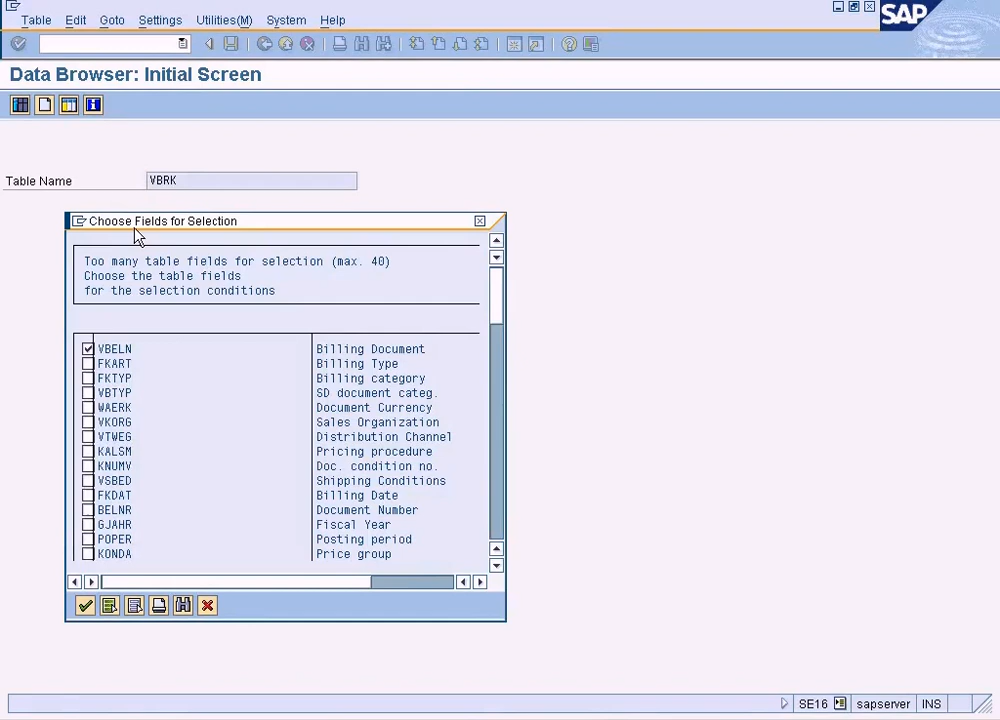 Table Edit Goto Settings Utilities(M) System Help
SAP
Data Browser: Initial Screen
Table Name VBRK
Choose Fields for Selection
Too many table fields for selection (max. 40)
Choose the table fields
for the selection conditions
VBELN Billing Document
FKART Billing Type
FKTYP Billing category
VBTYP SD document categ.
WAERK Document Currency
VKORG Sales Organization
VTWEG Distribution Channel
KALSM Pricing procedure
KNUMV Doc. condition no.
VSBED Shipping Conditions
FKDAT Billing Date
BELNR Document Number
GJAHR Fiscal Year
POPER Posting period
KONDA Price group
SE16 sapserver INS